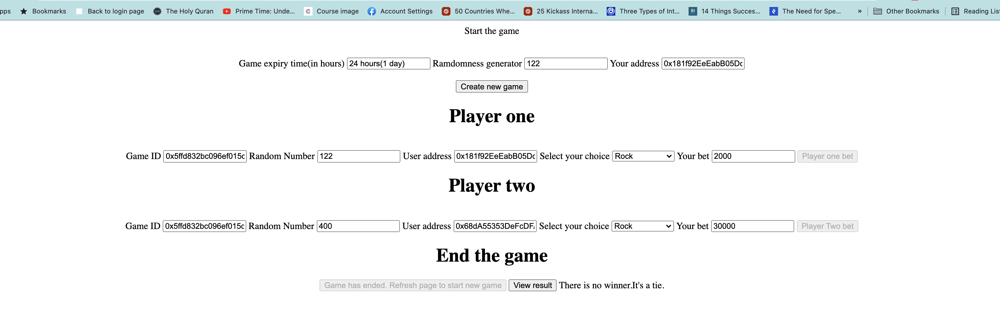 pps Bookmarks Back to login page The Holy Quran Prime Time: Unde... Course image Account Settings 50 Countries Whe... 25 Kickass Interna... Three Types of Int... BI 14 Things Succes... The Need for Spe... » Other Bookmarks Reading List
Start the game
Game expiry time(in hours) 24 hours(1 day) Ramdomness generator 122 Your address 0x181f92EeEabB05Dc
Create new game
Player one
Game ID 0x5ffd832bc096ef015c Random Number 122 User address 0x181f92EeEabB05Dc Select your choice Rock Your bet 2000 Player one bet
Player two
Game ID 0x5ffd832bc096ef015c Random Number 400 User address 0x68dA55353DeFcDF Select your choice Rock Your bet 30000 Player Two bet
End the game
Game has ended. Refresh page to start new game View result There is no winner.It's a tie.